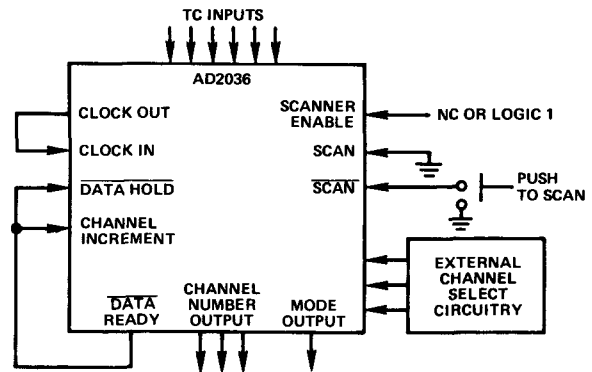 TC INPUTS
AD2036
CLOCK OUT
CLOCK IN
DATA HOLD
CHANNEL
INCREMENT
DATA
READY
CHANNEL
NUMBER
OUTPUT
MODE
OUTPUT
SCANNER
ENABLE
SCAN
SCAN
NC OR LOGIC 1
PUSH
TO SCAN
EXTERNAL
CHANNEL
SELECT
CIRCUITRY